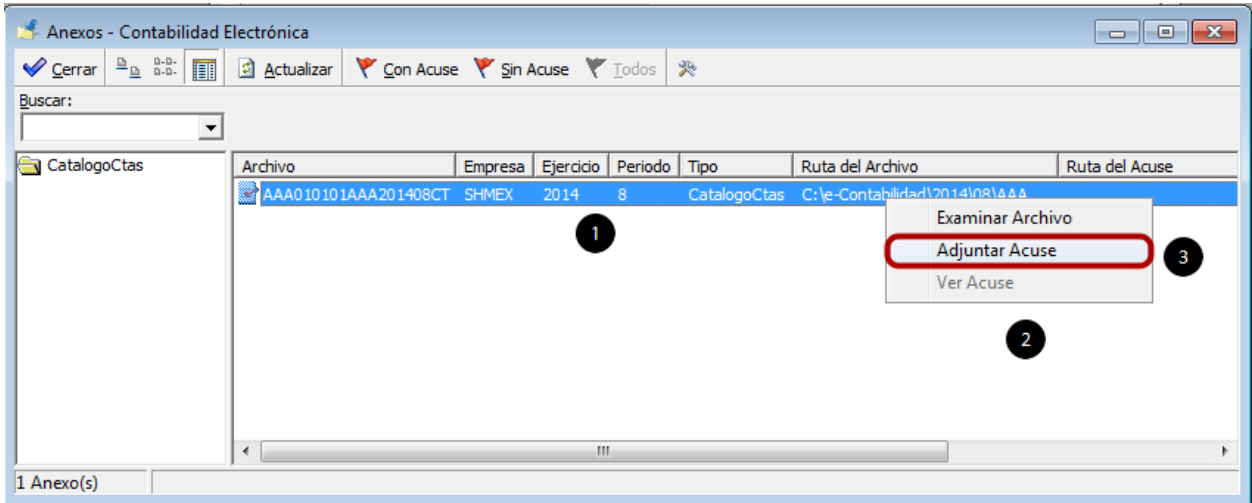 Anexos - Contabilidad Electrónica
Cerrar Actualizar Con Acuse Sin Acuse Todos
Buscar:
CatalogoCtas
Archivo Empresa Ejercicio Periodo Tipo Ruta del Archivo Ruta del Acuse
AAA010101AAA201408CT SHMEX 2014 8 CatalogoCtas C:\e-Contabilidad\2014\08\AAA
Examinar Archivo
1
Adjuntar Acuse
3
Ver Acuse
2
1 Anexo(s)